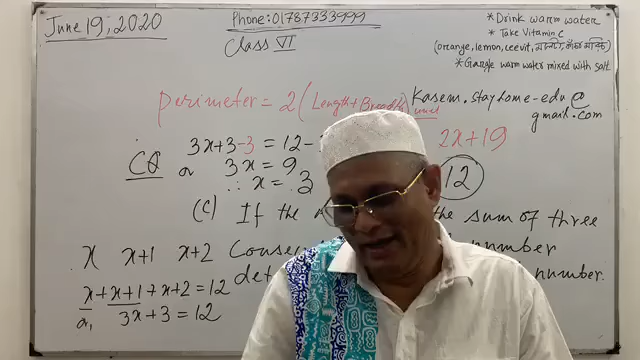 June 19, 2020
Phone: 01787333999
Class VI
* Drink warm water
* Take Vitamin C
(orange, lemon, ceevit,
* Gargle warm water mixed with salt
Perimeter = 2 (Length + Breadth) unit
Kasem.stayhome-edu@
gmail.com
3x+3-3 = 12-
2x+19
CQ or 3x = 9
∴ x = 3
12
(c) If the the sum of three
x x+1 x+2 number
number.
x+x+1+x+2=12
or, 3x+3=12